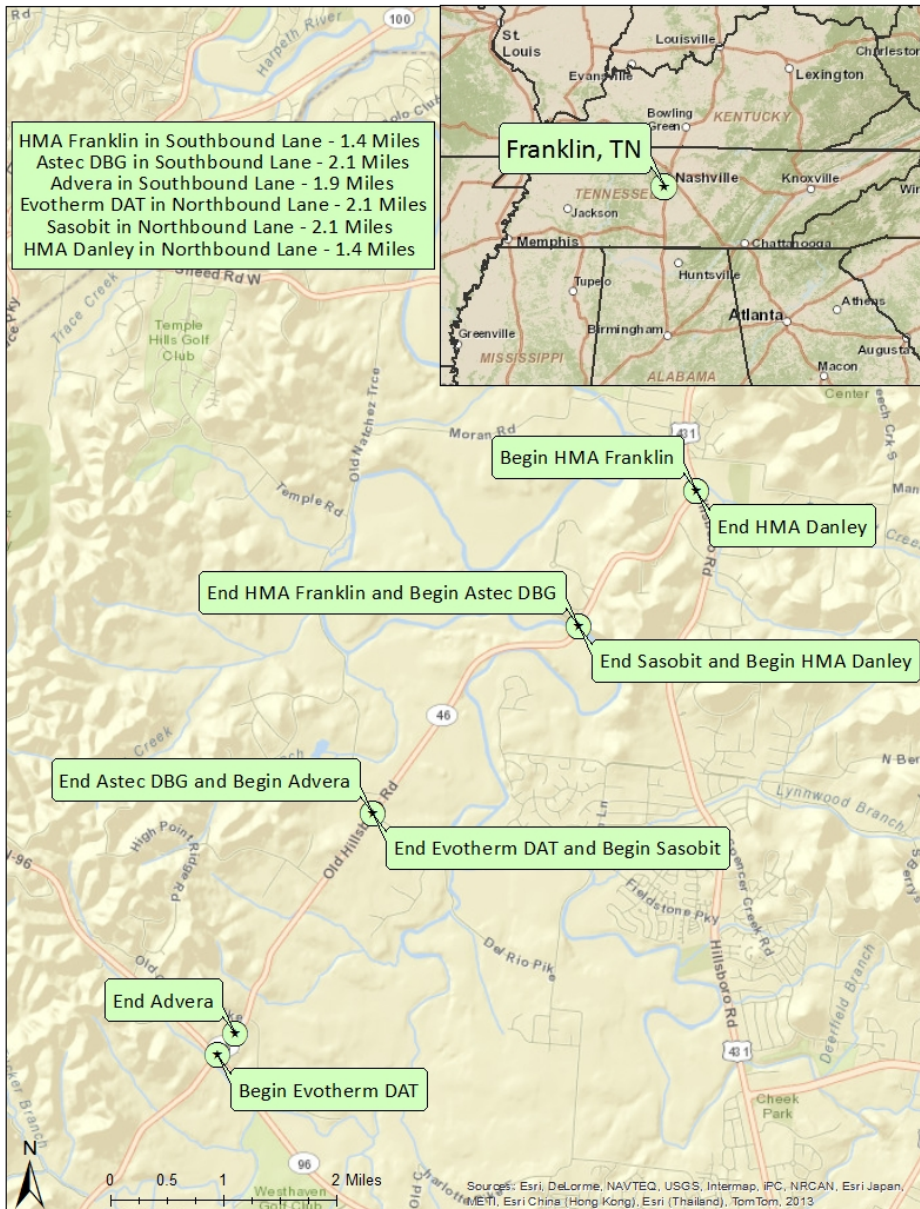 Harpeth River
100
HMA Franklin in Southbound Lane - 1.4 Miles
Astec DBG in Southbound Lane - 2.1 Miles
Advera in Southbound Lane - 1.9 Miles
Evotherm DAT in Northbound Lane - 2.1 Miles
Sasobit in Northbound Lane - 2.1 Miles
HMA Danley in Northbound Lane - 1.4 Miles
St.
Louis
Louisville
Charleston
Evansville
Lexington
Bowling
Green
KENTUCKY
Franklin, TN
Nashville
Knoxville
TENNESSEE
Jackson
Memphis
Chattanooga
Huntsville
Tupelo
Athens
Atlanta
Greenville
Birmingham
Augusta
MISSISSIPPI
ALABAMA
Macon
Center
Sneed Rd W
Trace Creek
Temple
Hills Golf
Club
Old Natchez Trce
Moran Rd
431
Temple Rd
Begin HMA Franklin
End HMA Danley
End HMA Franklin and Begin Astec DBG
End Sasobit and Begin HMA Danley
46
Creek
End Astec DBG and Begin Advera
End Evotherm DAT and Begin Sasobit
Old Hillsboro Rd
High Point
Ridge Rd
N Ber
Lynnwood Branch
Spencer Creek Rd
Fieldstone Pky
Del Rio Pike
Hillsboro Rd
431
Deerfield Branch
Cheek
Park
End Advera
Begin Evotherm DAT
96
Westhaven
Golf Club
N
0 0.5 1 2 Miles
Sources: Esri, DeLorme, NAVTEQ, USGS, Intermap, iPC, NRCAN, Esri Japan,
METI, Esri China (Hong Kong), Esri (Thailand), TomTom, 2013